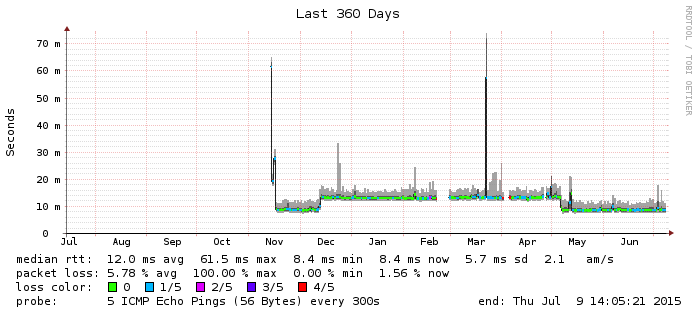 Last 360 Days
RRDTOOL / TOBI OETIKER
Seconds
70 m
60 m
50 m
40 m
30 m
20 m
10 m
0
Jul Aug Sep Oct Nov Dec Jan Feb Mar Apr May Jun
median rtt: 12.0 ms avg 61.5 ms max 8.4 ms min 8.4 ms now 5.7 ms sd 2.1 am/s
packet loss: 5.78 % avg 100.00 % max 0.00 % min 1.56 % now
loss color: 0 1/5 2/5 3/5 4/5
probe: 5 ICMP Echo Pings (56 Bytes) every 300s end: Thu Jul 9 14:05:21 2015